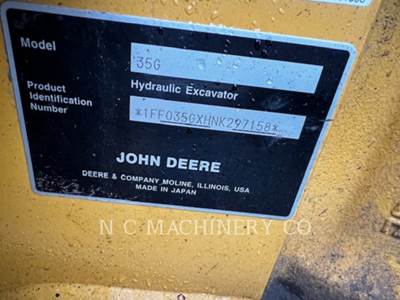 Model
35G
Hydraulic Excavator
Product
Identification
Number
*1FF035GXHNK297158*
JOHN DEERE
DEERE & COMPANY MOLINE, ILLINOIS, USA
MADE IN JAPAN
N C MACHINERY CO